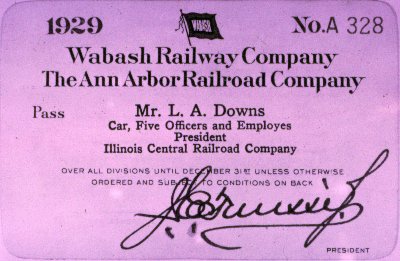 1929 WABASH No. A 328
Wabash Railway Company
The Ann Arbor Railroad Company
Pass Mr. L. A. Downs
Car, Five Officers and Employes
President
Illinois Central Railroad Company
OVER ALL DIVISIONS UNTIL DECEMBER 31ST UNLESS OTHERWISE
ORDERED AND SUBJECT TO CONDITIONS ON BACK
PRESIDENT